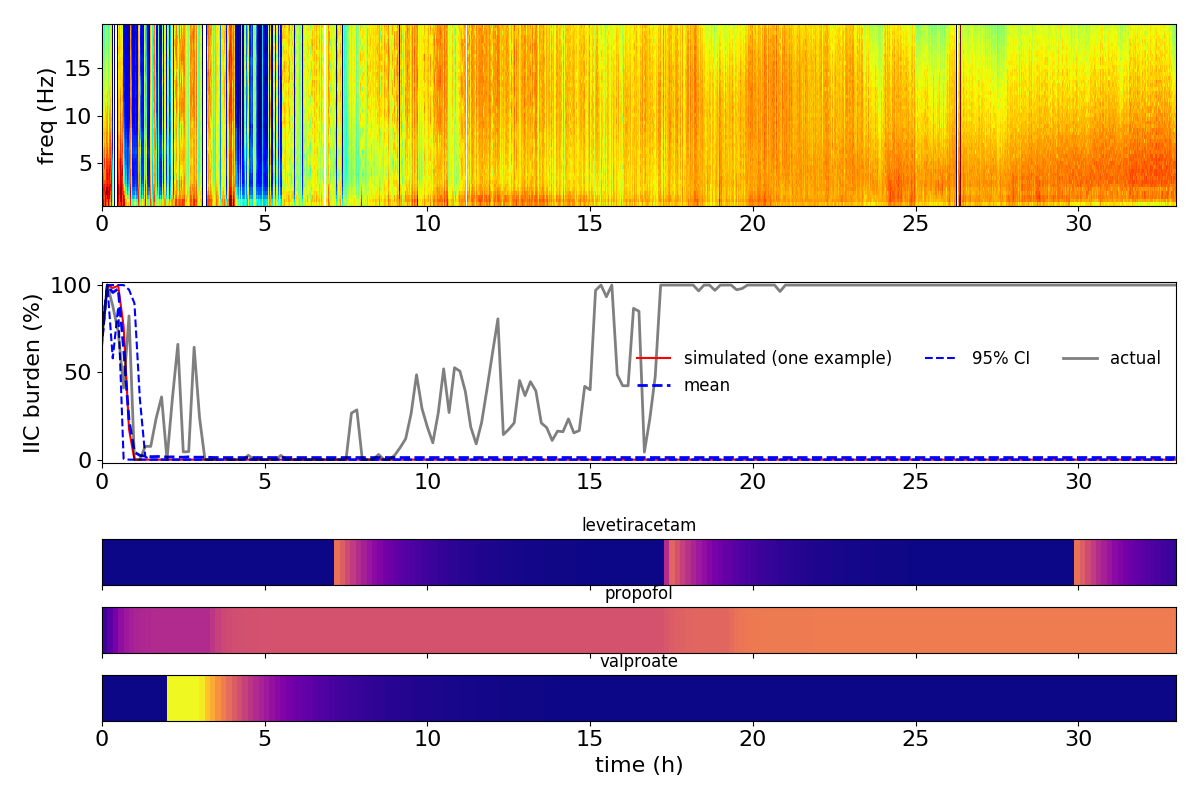 freq (Hz)
15
10
5
0 5 10 15 20 25 30
IIC burden (%)
100
50
0
simulated (one example) 95% CI actual
mean
0 5 10 15 20 25 30
levetiracetam
propofol
valproate
0 5 10 15 20 25 30
time (h)